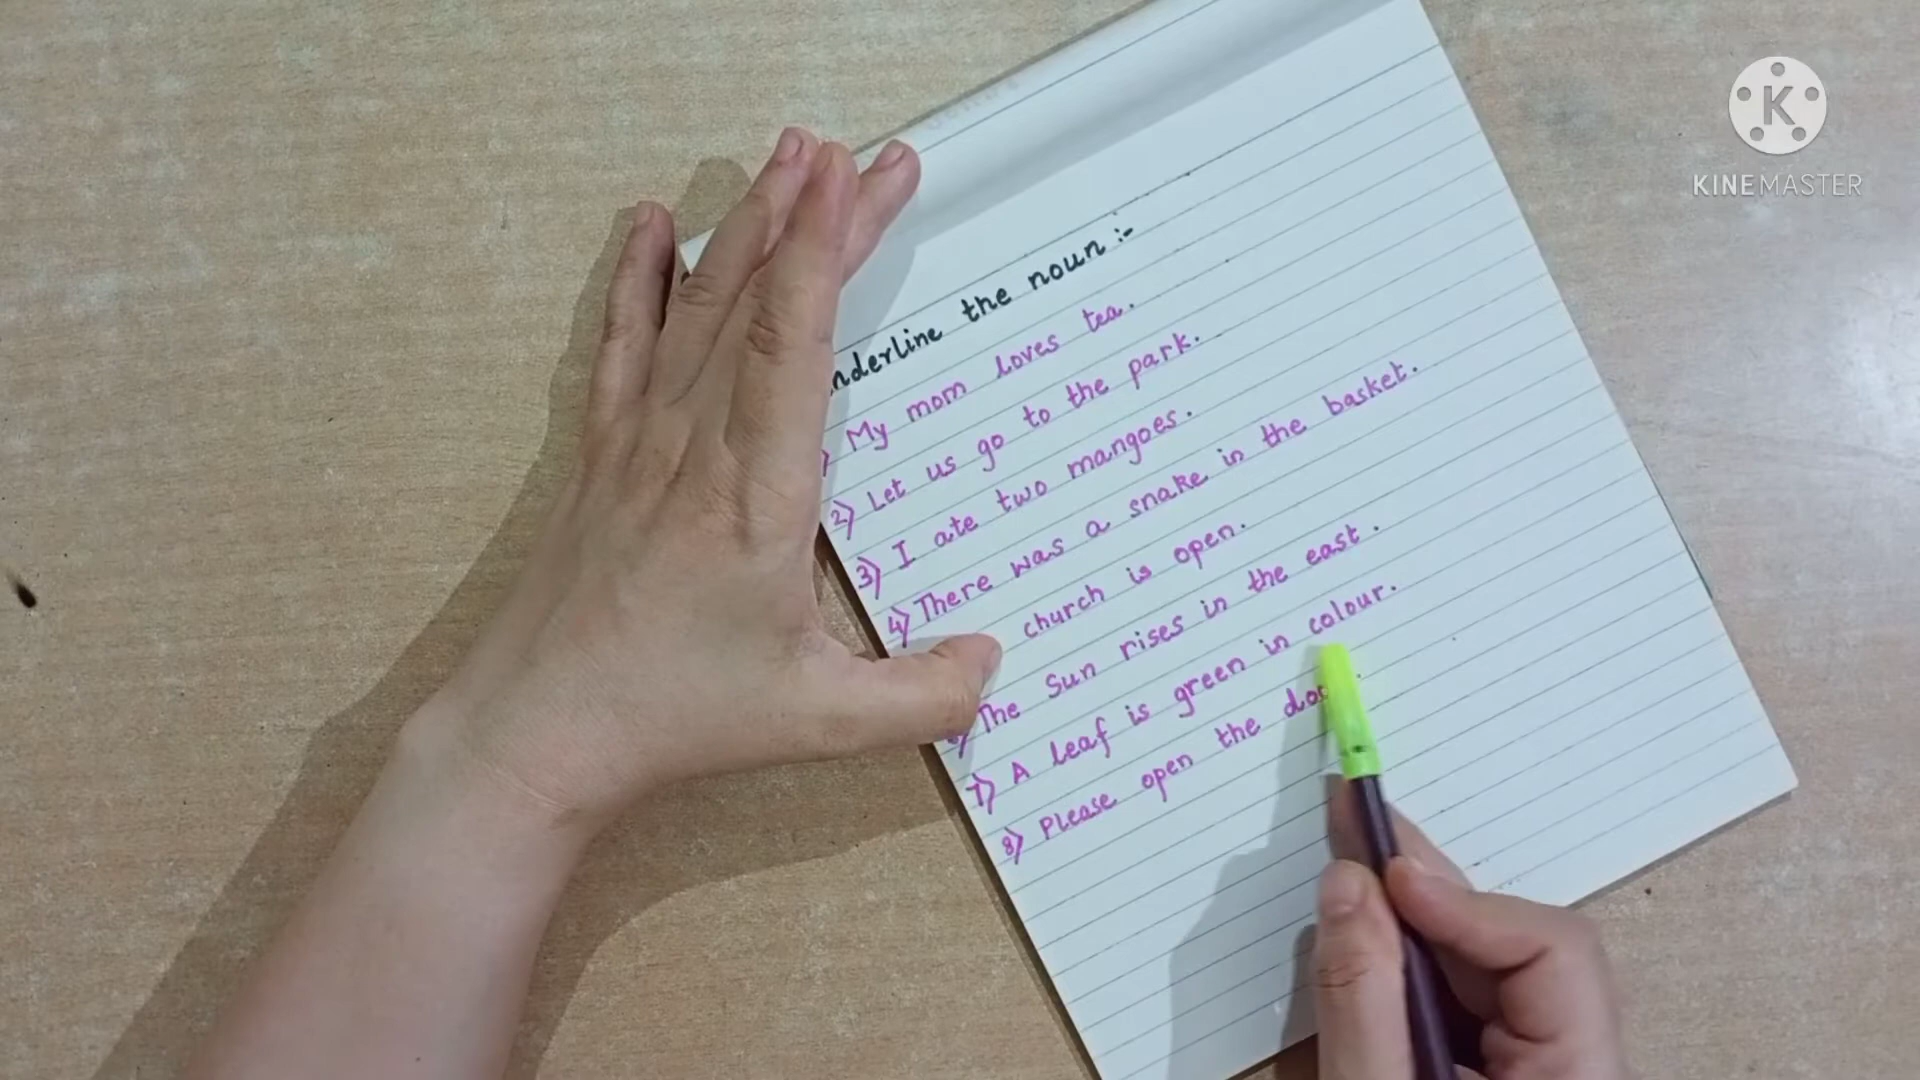 nderline the noun :-
) My mom loves tea.
2) Let us go to the park.
3) I ate two mangoes.
4) There was a snake in the basket.
church is open.
) The Sun rises in the east.
7) A leaf is green in colour.
8) Please open the doo
K
KINEMASTER